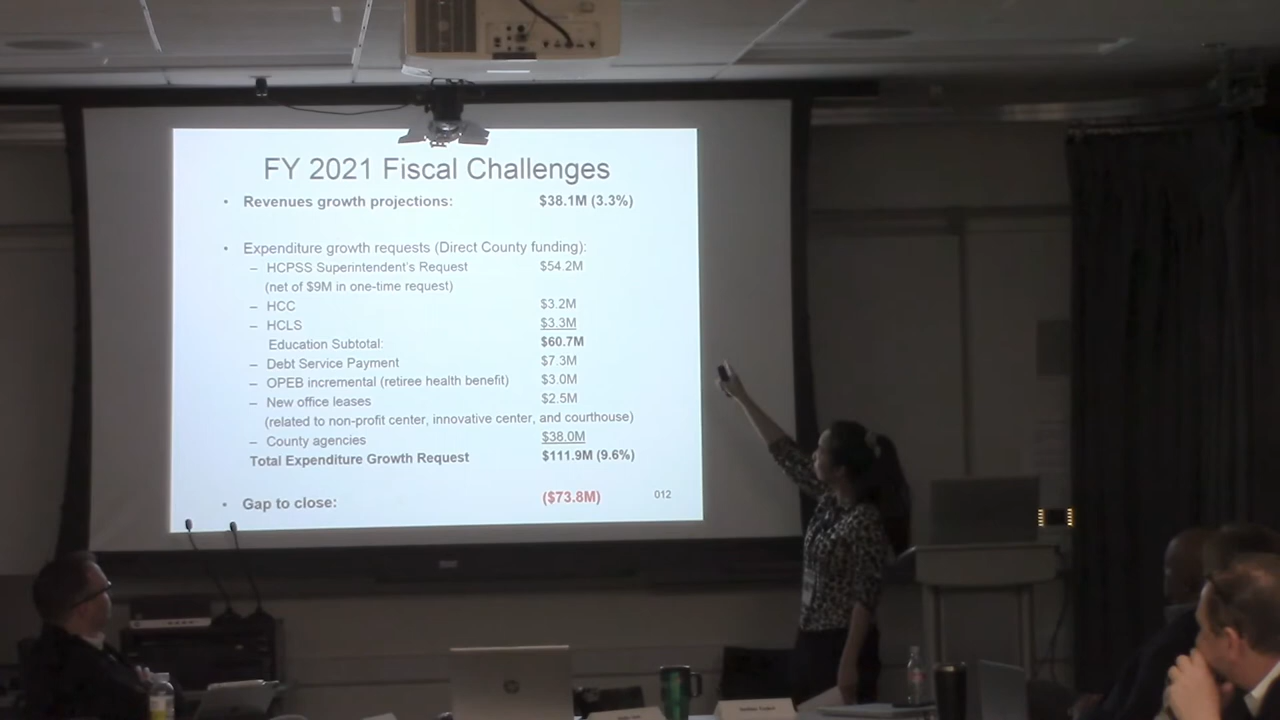 FY 2021 Fiscal Challenges
• Revenues growth projections: $38.1M (3.3%)
• Expenditure growth requests (Direct County funding):
– HCPSS Superintendent's Request $54.2M
(net of $9M in one-time request)
– HCC $3.2M
– HCLS $3.3M
Education Subtotal: $60.7M
– Debt Service Payment $7.3M
– OPEB incremental (retiree health benefit) $3.0M
– New office leases $2.5M
(related to non-profit center, innovative center, and courthouse)
– County agencies $38.0M
Total Expenditure Growth Request $111.9M (9.6%)
• Gap to close: ($73.8M)
012
hp